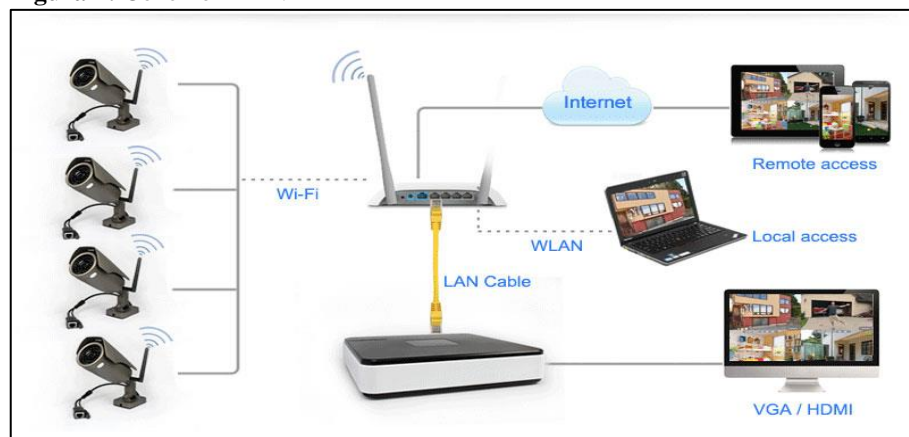 Internet
Remote access
Wi-Fi
WLAN
Local access
LAN Cable
VGA / HDMI